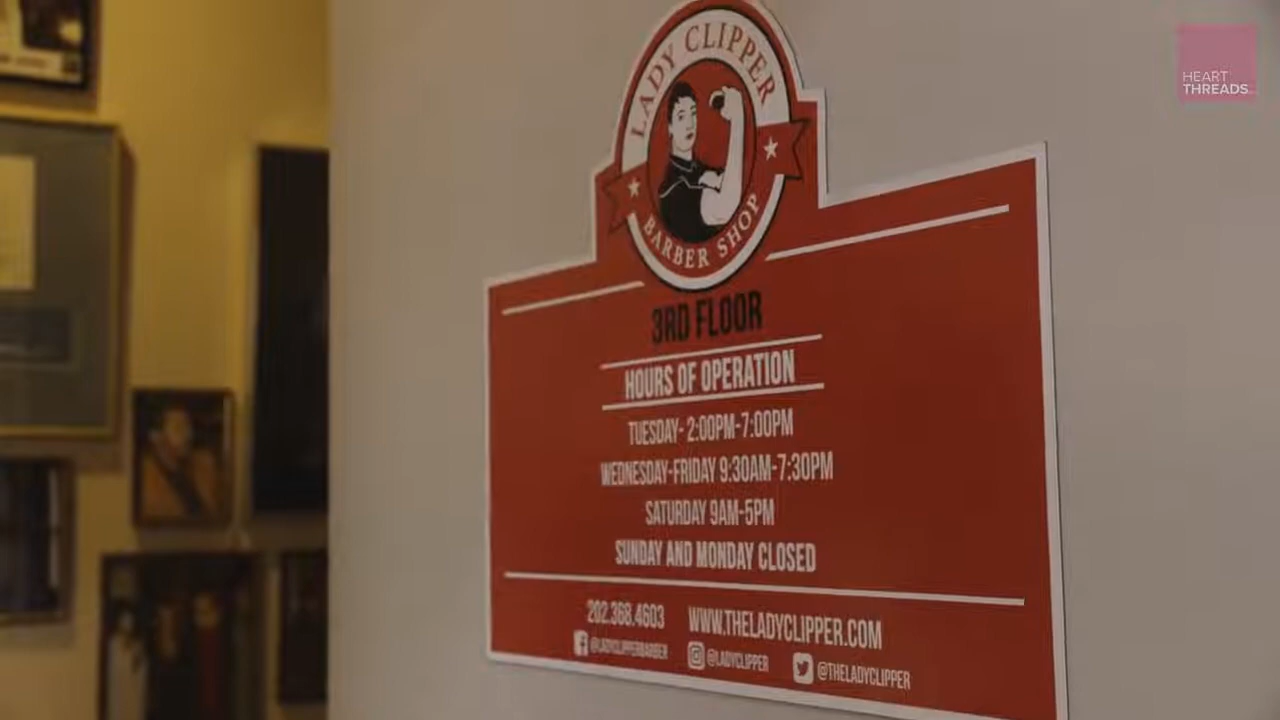 HEART
THREADS
LADY CLIPPER
BARBER SHOP
3RD FLOOR
HOURS OF OPERATION
TUESDAY- 2:00PM-7:00PM
WEDNESDAY-FRIDAY 9:30AM-7:30PM
SATURDAY 9AM-5PM
SUNDAY AND MONDAY CLOSED
202.368.4603 WWW.THELADYCLIPPER.COM
@LADYCLIPPERBARBER @LADYCLIPPER @THELADYCLIPPER